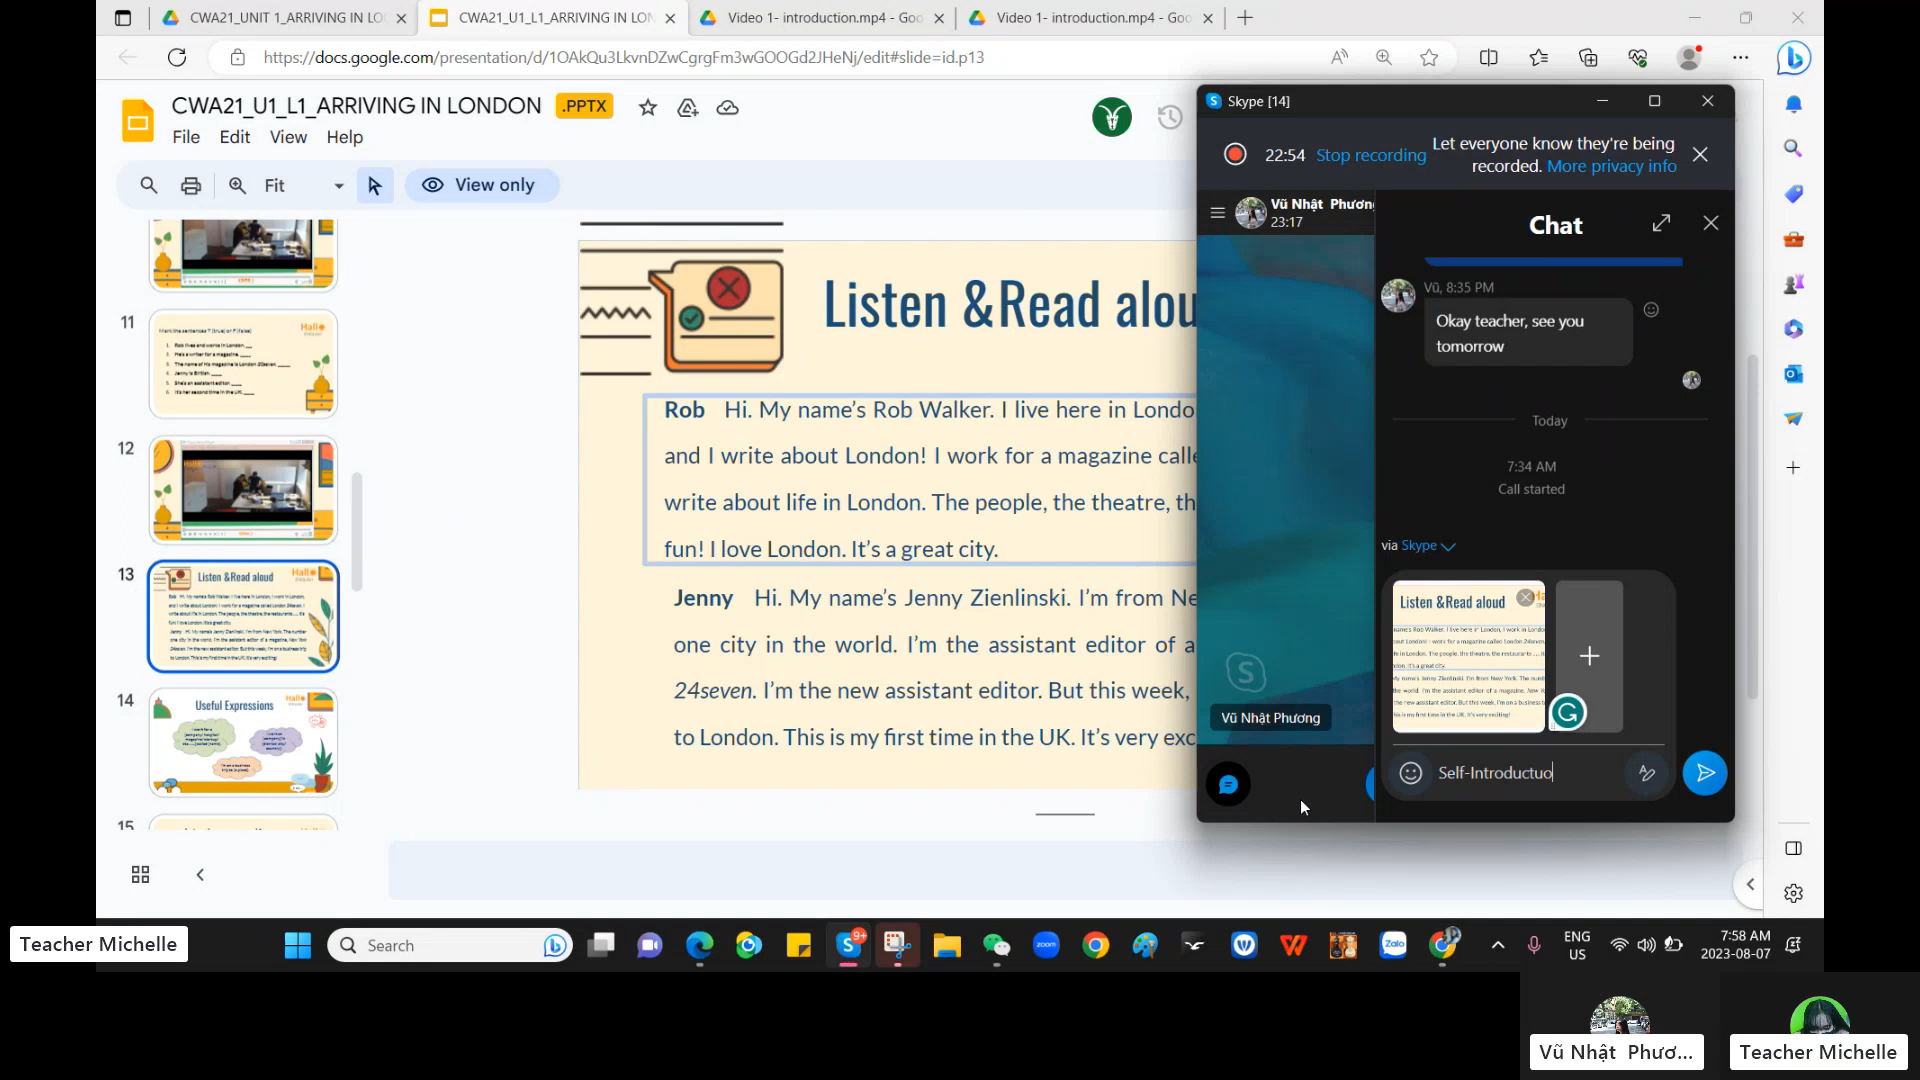 CWA21_UNIT 1_ARRIVING IN LO
CWA21_U1_L1_ARRIVING IN LON
Video 1- introduction.mp4 - Goo
Video 1- introduction.mp4 - Goo
https://docs.google.com/presentation/d/1OAkQu3LkvnDZwCgrgFm3wGOOGd2JHeNj/edit#slide=id.p13
CWA21_U1_L1_ARRIVING IN LONDON .PPTX
File Edit View Help
Fit
View only
11
Hall
12
13
Listen &Read aloud
14
Useful Expressions
Hall
15
Listen &Read alou
Rob Hi. My name's Rob Walker. I live here in Londo
and I write about London! I work for a magazine calle
write about life in London. The people, the theatre, th
fun! I love London. It's a great city.
Jenny Hi. My name's Jenny Zienlinski. I'm from Ne
one city in the world. I'm the assistant editor of a
24seven. I'm the new assistant editor. But this week,
to London. This is my first time in the UK. It's very exc
Skype [14]
22:54 Stop recording
Let everyone know they're being
recorded. More privacy info
Vũ Nhật Phương
23:17
Chat
Vũ, 8:35 PM
Okay teacher, see you
tomorrow
Today
7:34 AM
Call started
via Skype
Listen &Read aloud
Vũ Nhật Phương
Self-Introductuo
Search
9+
zoom
Zalo
ENG
US
7:58 AM
2023-08-07
Teacher Michelle
Vũ Nhật Phươ...
Teacher Michelle